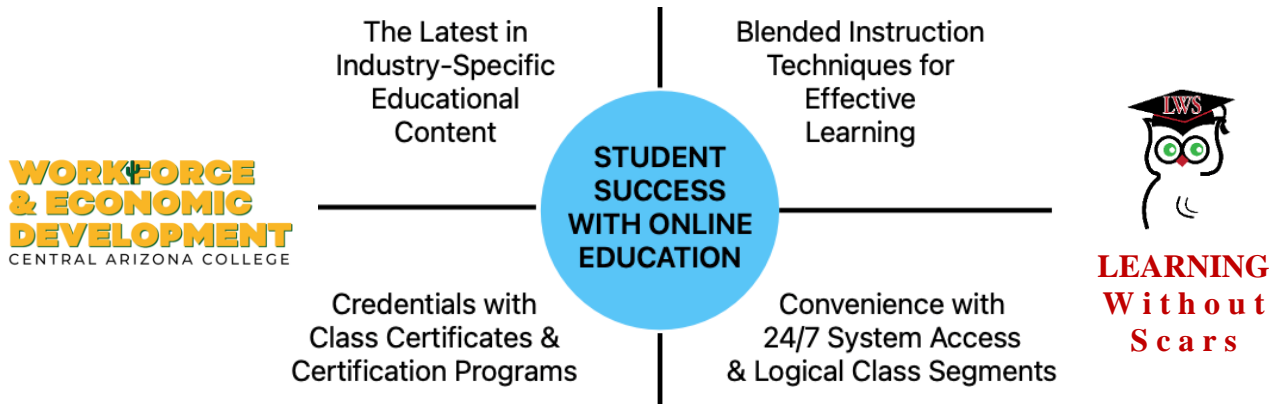 WORKFORCE
& ECONOMIC
DEVELOPMENT
CENTRAL ARIZONA COLLEGE
The Latest in
Industry-Specific
Educational
Content
Blended Instruction
Techniques for
Effective
Learning
STUDENT
SUCCESS
WITH ONLINE
EDUCATION
Credentials with
Class Certificates &
Certification Programs
Convenience with
24/7 System Access
& Logical Class Segments
LWS
LEARNING
Without
Scars